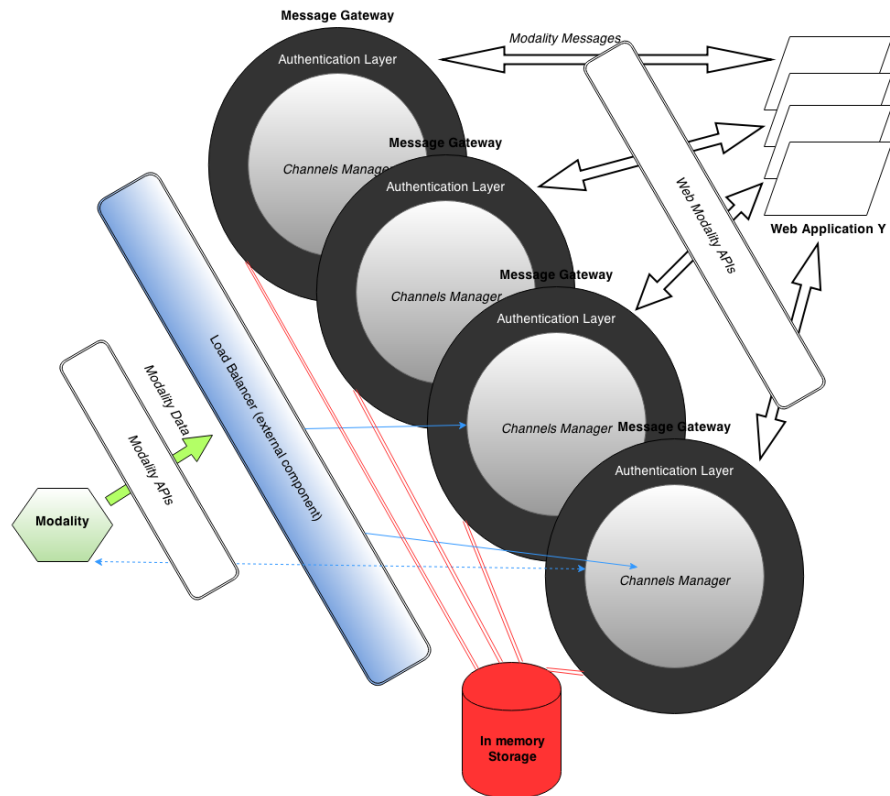 Message Gateway
Modality Messages
Authentication Layer
Message Gateway
Channels Manager
Authentication Layer
Web Modality APIs
Web Application Y
Message Gateway
Channels Manager
Authentication Layer
Load Balancer (external component)
Modality Data
Modality APIs
Message Gateway
Channels Manager
Authentication Layer
Modality
Channels Manager
In memory
Storage